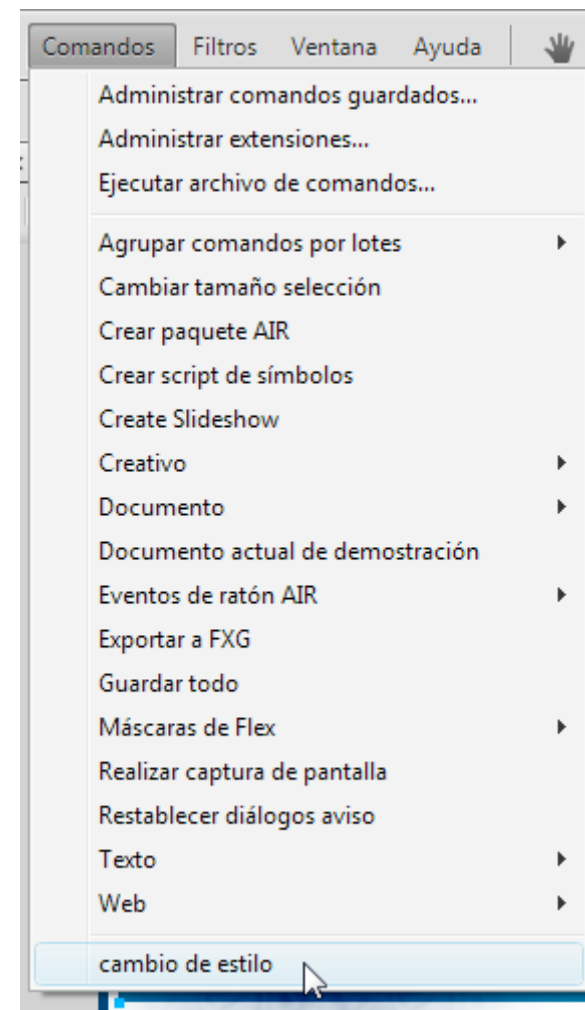 Comandos Filtros Ventana Ayuda
Administrar comandos guardados...
Administrar extensiones...
Ejecutar archivo de comandos...
Agrupar comandos por lotes
Cambiar tamaño selección
Crear paquete AIR
Crear script de símbolos
Create Slideshow
Creativo
Documento
Documento actual de demostración
Eventos de ratón AIR
Exportar a FXG
Guardar todo
Máscaras de Flex
Realizar captura de pantalla
Restablecer diálogos aviso
Texto
Web
cambio de estilo